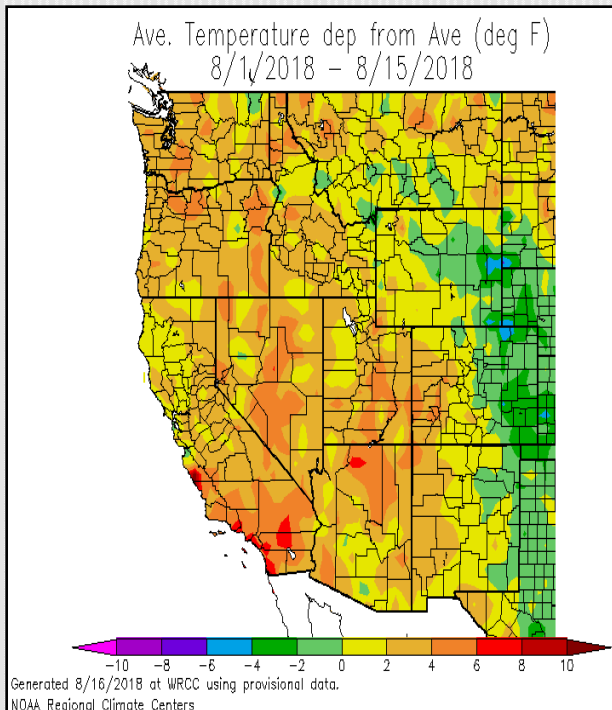 Ave. Temperature dep from Ave (deg F)
8/1/2018 – 8/15/2018
−10 −8 −6 −4 −2 0 2 4 6 8 10
Generated 8/16/2018 at WRCC using provisional data.
NOAA Regional Climate Centers